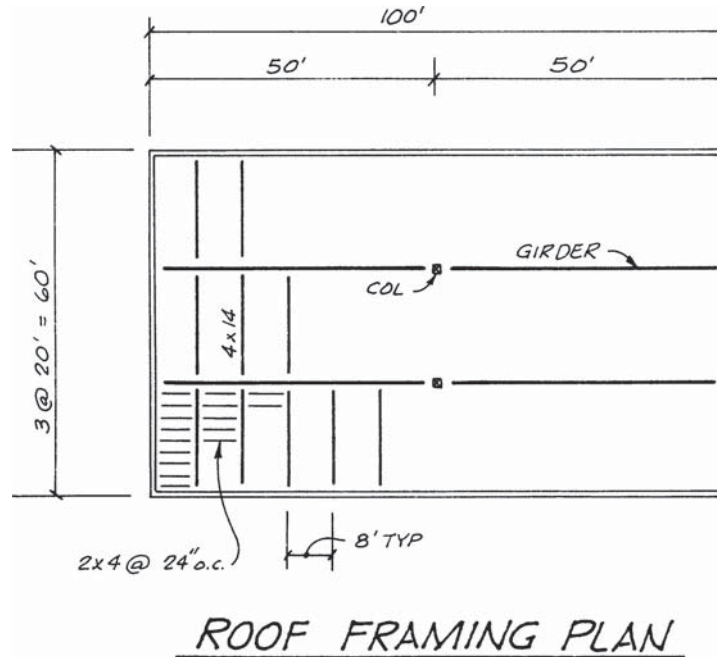 100'
50' 50'
GIRDER
COL
3 @ 20' = 60'
4x14
8' TYP
2x4 @ 24" o.c.
ROOF FRAMING PLAN